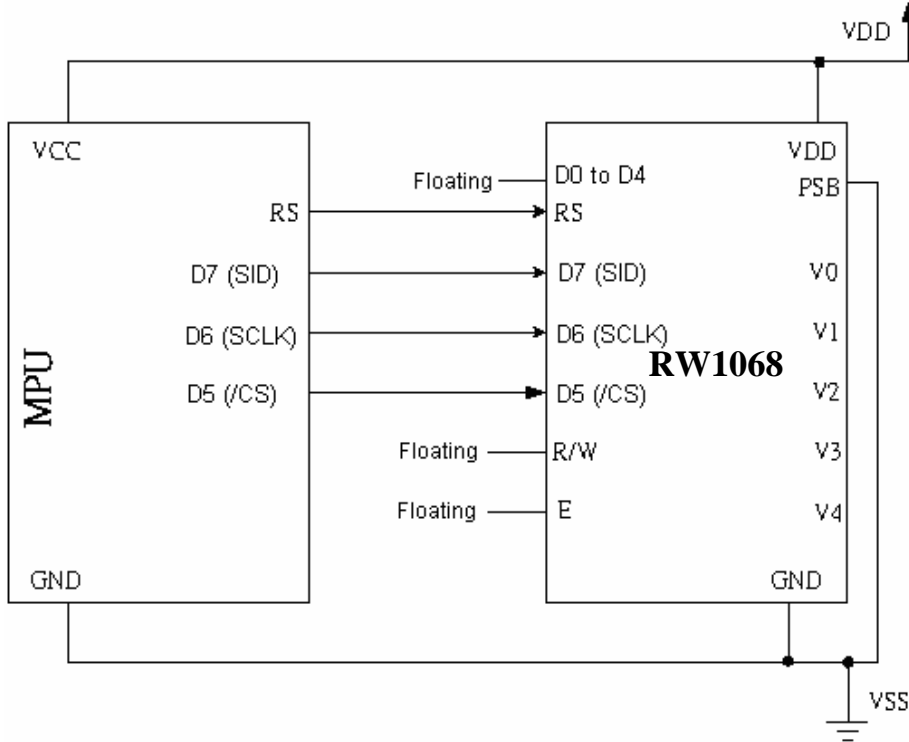 VDD
VCC
VDD
Floating
D0 to D4
PSB
RS
RS
D7 (SID)
D7 (SID)
V0
D6 (SCLK)
D6 (SCLK)
V1
MPU
RW1068
D5 (/CS)
D5 (/CS)
V2
Floating
R/W
V3
Floating
E
V4
GND
GND
VSS